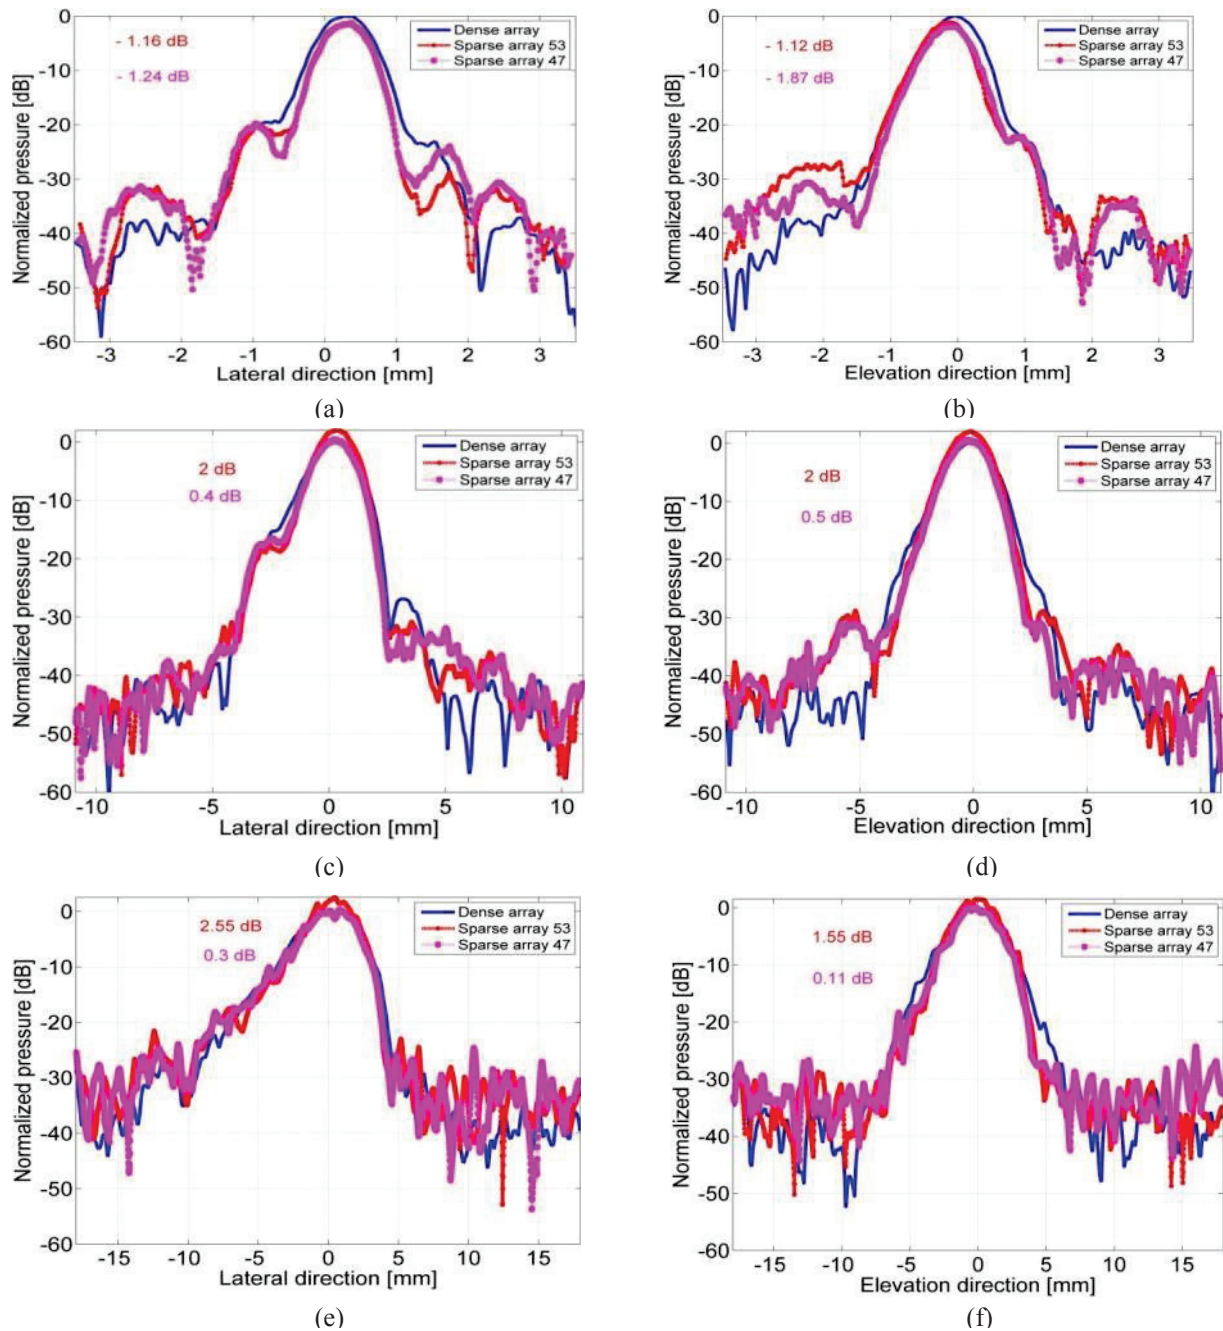 0
-10
-20
-30
-40
-50
-60
Normalized pressure [dB]
- 1.16 dB
- 1.24 dB
Dense array
Sparse array 53
Sparse array 47
-3 -2 -1 0 1 2 3
Lateral direction [mm]
(a)
0
-10
-20
-30
-40
-50
-60
Normalized pressure [dB]
- 1.12 dB
- 1.87 dB
Dense array
Sparse array 53
Sparse array 47
-3 -2 -1 0 1 2 3
Elevation direction [mm]
(b)
0
-10
-20
-30
-40
-50
-60
Normalized pressure [dB]
2 dB
0.4 dB
Dense array
Sparse array 53
Sparse array 47
-10 -5 0 5 10
Lateral direction [mm]
(c)
0
-10
-20
-30
-40
-50
-60
Normalized pressure [dB]
2 dB
0.5 dB
Dense array
Sparse array 53
Sparse array 47
-10 -5 0 5 10
Elevation direction [mm]
(d)
0
-10
-20
-30
-40
-50
-60
Normalized pressure [dB]
2.55 dB
0.3 dB
Dense array
Sparse array 53
Sparse array 47
-15 -10 -5 0 5 10 15
Lateral direction [mm]
(e)
0
-10
-20
-30
-40
-50
-60
Normalized pressure [dB]
1.55 dB
0.11 dB
Dense array
Sparse array 53
Sparse array 47
-15 -10 -5 0 5 10 15
Elevation direction [mm]
(f)